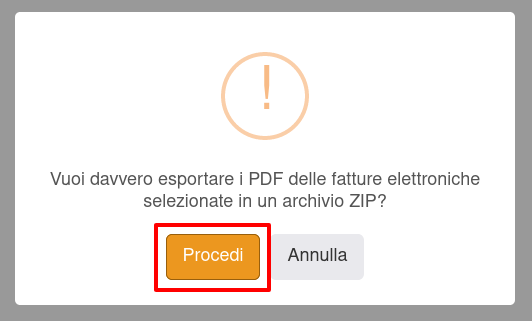 !
Vuoi davvero esportare i PDF delle fatture elettroniche
selezionate in un archivio ZIP?
Procedi Annulla